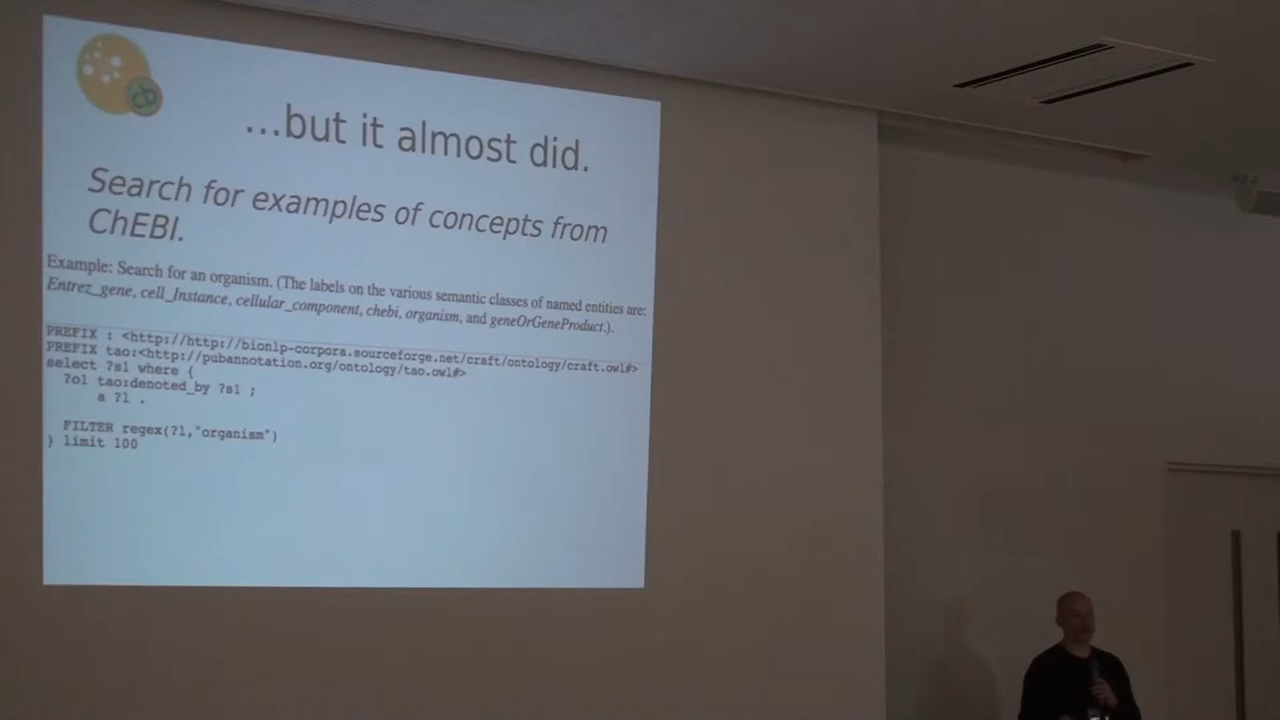 ...but it almost did.
Search for examples of concepts from
ChEBI.
Example: Search for an organism. (The labels on the various semantic classes of named entities are:
Entrez_gene, cell_Instance, cellular_component, chebi, organism, and geneOrGeneProduct.).
PREFIX : <http://http://bionlp-corpora.sourceforge.net/craft/ontology/craft.owl#>
PREFIX tao:<http://pubannotation.org/ontology/tao.owl#>
select ?s1 where {
?o1 tao:denoted_by ?s1 ;
a ?l .
FILTER regex(?l,"organism")
} limit 100